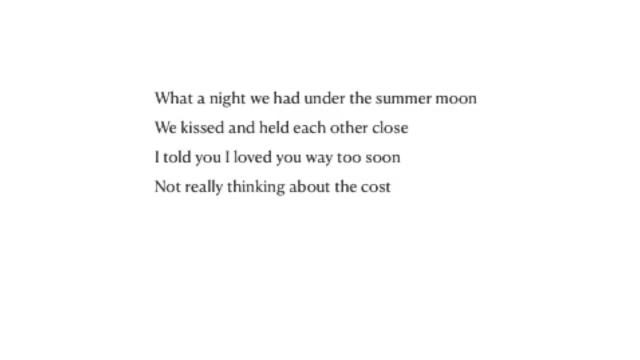 What a night we had under the summer moon
We kissed and held each other close
I told you I loved you way too soon
Not really thinking about the cost